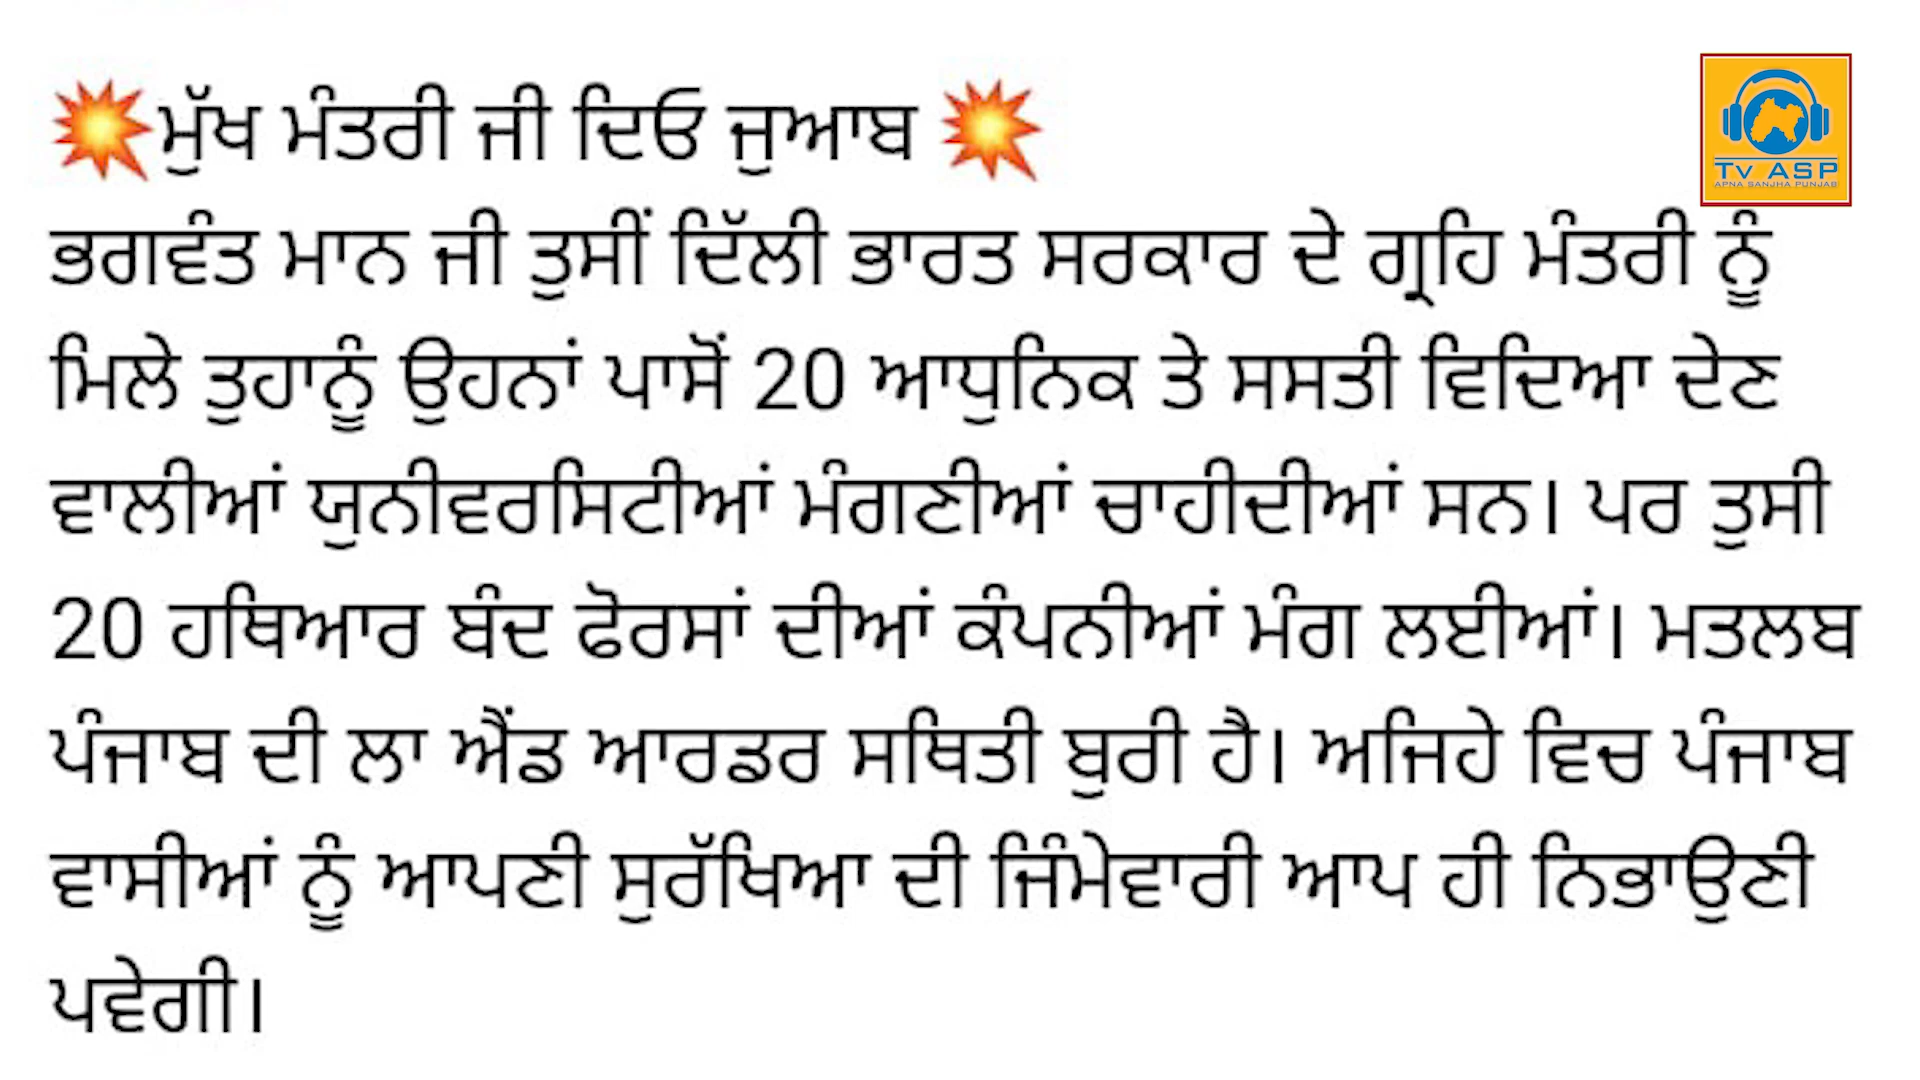 💥ਮੁੱਖ ਮੰਤਰੀ ਜੀ ਦਿਓ ਜੁਆਬ 💥
Tv ASP
APNA SANJHA PUNJAB
ਭਗਵੰਤ ਮਾਨ ਜੀ ਤੁਸੀਂ ਦਿੱਲੀ ਭਾਰਤ ਸਰਕਾਰ ਦੇ ਗ੍ਰਹਿ ਮੰਤਰੀ ਨੂੰ
ਮਿਲੇ ਤੁਹਾਨੂੰ ਉਹਨਾਂ ਪਾਸੋਂ 20 ਆਧੁਨਿਕ ਤੇ ਸਸਤੀ ਵਿਦਿਆ ਦੇਣ
ਵਾਲੀਆਂ ਯੁਨੀਵਰਸਿਟੀਆਂ ਮੰਗਣੀਆਂ ਚਾਹੀਦੀਆਂ ਸਨ। ਪਰ ਤੁਸੀ
20 ਹਥਿਆਰ ਬੰਦ ਫੋਰਸਾਂ ਦੀਆਂ ਕੰਪਨੀਆਂ ਮੰਗ ਲਈਆਂ। ਮਤਲਬ
ਪੰਜਾਬ ਦੀ ਲਾ ਐਂਡ ਆਰਡਰ ਸਥਿਤੀ ਬੁਰੀ ਹੈ। ਅਜਿਹੇ ਵਿਚ ਪੰਜਾਬ
ਵਾਸੀਆਂ ਨੂੰ ਆਪਣੀ ਸੁਰੱਖਿਆ ਦੀ ਜਿੰਮੇਵਾਰੀ ਆਪ ਹੀ ਨਿਭਾਉਣੀ
ਪਵੇਗੀ।